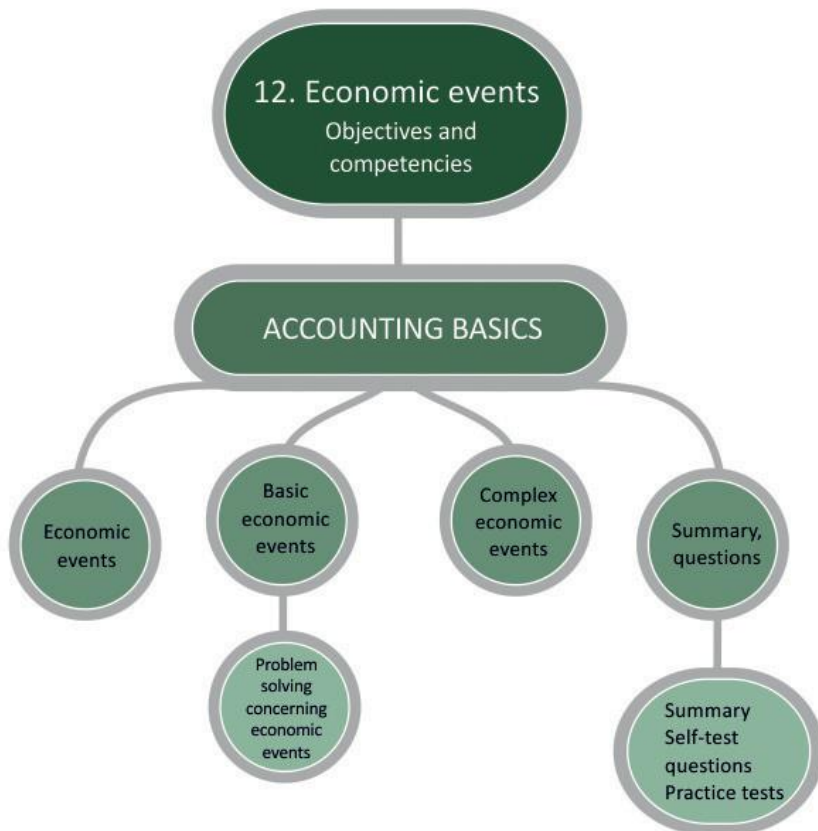 12. Economic events
Objectives and
competencies
ACCOUNTING BASICS
Economic
events
Basic
economic
events
Complex
economic
events
Summary,
questions
Problem
solving
concerning
economic
events
Summary
Self-test
questions
Practice tests